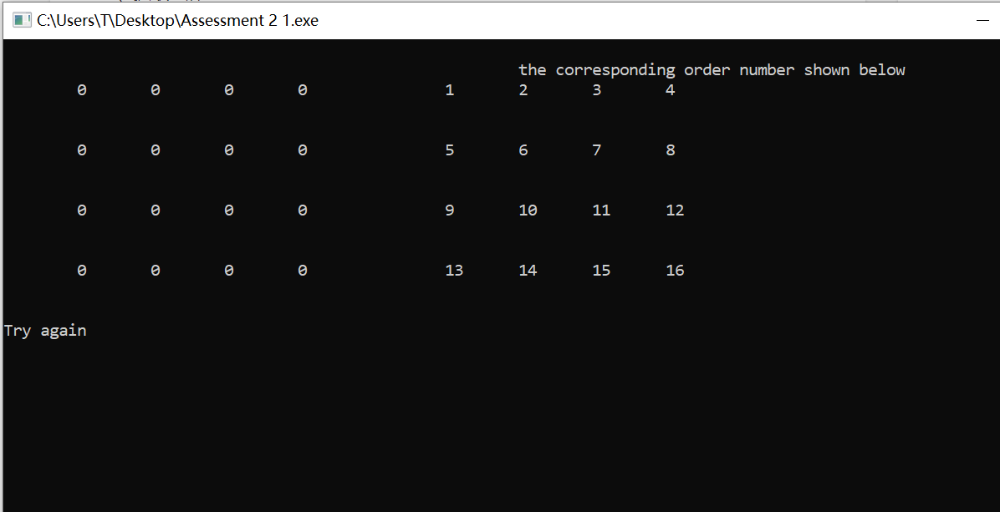 C:\Users\T\Desktop\Assessment 2 1.exe
the corresponding order number shown below
0 0 0 0 1 2 3 4
0 0 0 0 5 6 7 8
0 0 0 0 9 10 11 12
0 0 0 0 13 14 15 16
Try again